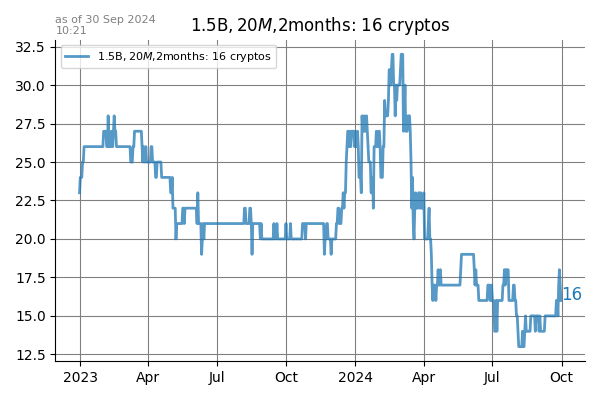 as of 30 Sep 2024
10:21
1.5B, 20M,2months: 16 cryptos
1.5B, 20M,2months: 16 cryptos
32.5
30.0
27.5
25.0
22.5
20.0
17.5
15.0
12.5
16
2023 Apr Jul Oct 2024 Apr Jul Oct